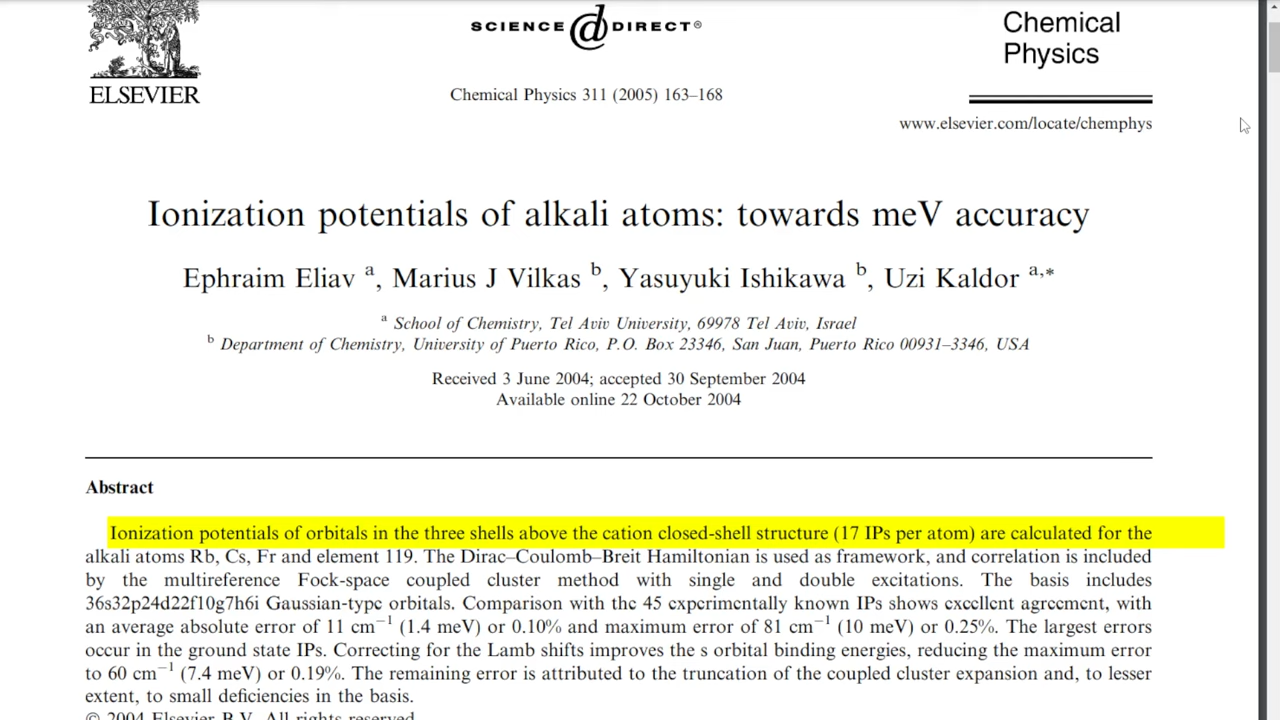 SCIENCE DIRECT®
Chemical
Physics
ELSEVIER
Chemical Physics 311 (2005) 163–168
www.elsevier.com/locate/chemphys
Ionization potentials of alkali atoms: towards meV accuracy
Ephraim Eliav a, Marius J Vilkas b, Yasuyuki Ishikawa b, Uzi Kaldor a,*
a School of Chemistry, Tel Aviv University, 69978 Tel Aviv, Israel
b Department of Chemistry, University of Puerto Rico, P.O. Box 23346, San Juan, Puerto Rico 00931–3346, USA
Received 3 June 2004; accepted 30 September 2004
Available online 22 October 2004
Abstract
Ionization potentials of orbitals in the three shells above the cation closed-shell structure (17 IPs per atom) are calculated for the
alkali atoms Rb, Cs, Fr and element 119. The Dirac–Coulomb–Breit Hamiltonian is used as framework, and correlation is included
by the multireference Fock-space coupled cluster method with single and double excitations. The basis includes
36s32p24d22f10g7h6i Gaussian-type orbitals. Comparison with the 45 experimentally known IPs shows excellent agreement, with
an average absolute error of 11 cm−1 (1.4 meV) or 0.10% and maximum error of 81 cm−1 (10 meV) or 0.25%. The largest errors
occur in the ground state IPs. Correcting for the Lamb shifts improves the s orbital binding energies, reducing the maximum error
to 60 cm−1 (7.4 meV) or 0.19%. The remaining error is attributed to the truncation of the coupled cluster expansion and, to lesser
extent, to small deficiencies in the basis.
© 2004 Elsevier B.V. All rights reserved